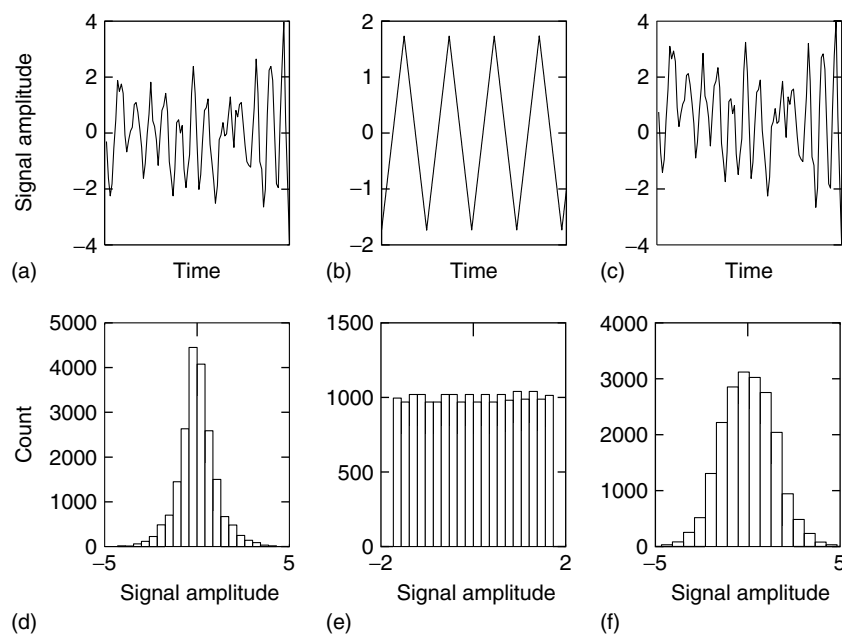 4 2 4
2 1 2
0 0 0
−2 −1 −2
−4 −2 −4
Signal amplitude
Time Time Time
(a) (b) (c)
5000 1500 4000
4000 3000
3000 1000 2000
2000 500 1000
1000
0 0 0
Count
−5 5 −2 2 −5 5
Signal amplitude Signal amplitude Signal amplitude
(d) (e) (f)